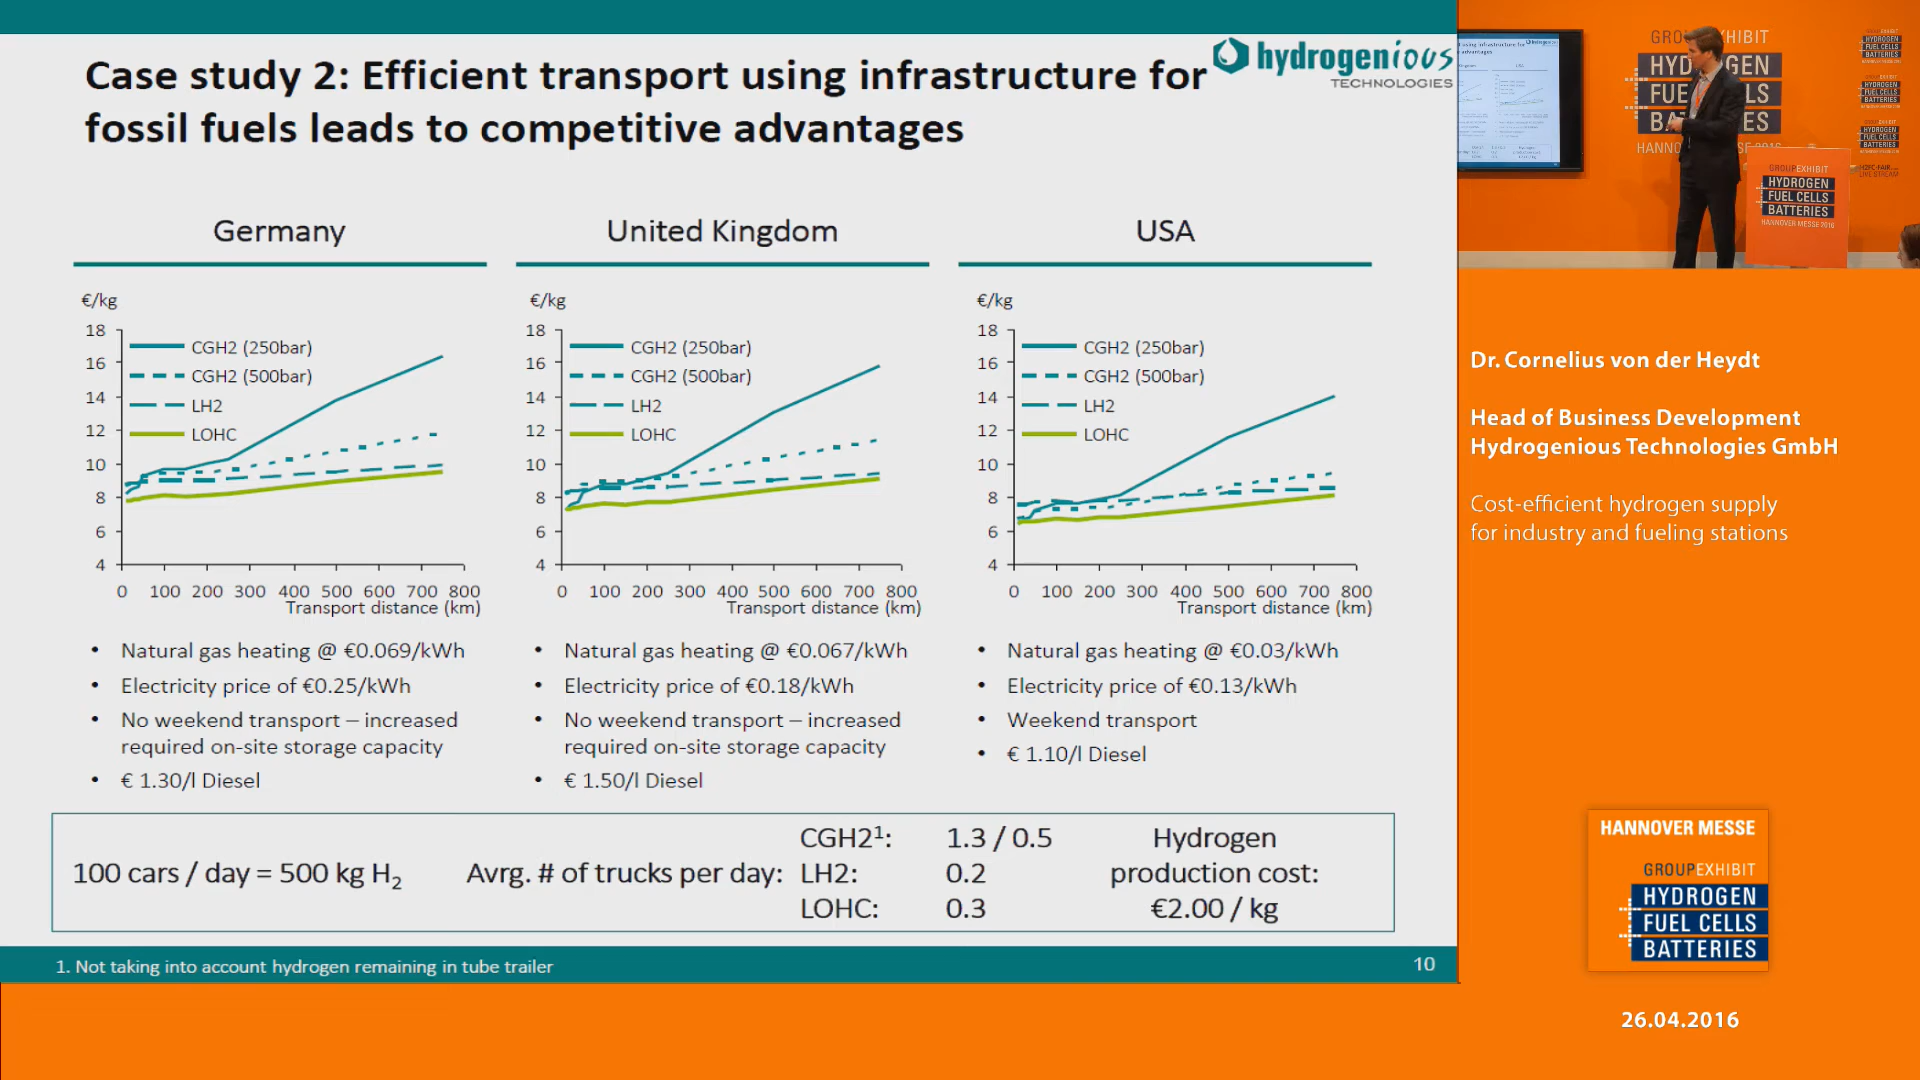 Case study 2: Efficient transport using infrastructure for
fossil fuels leads to competitive advantages
hydrogenious
TECHNOLOGIES
Germany
€/kg
18
16
14
12
10
8
6
4
CGH2 (250bar)
CGH2 (500bar)
LH2
LOHC
0 100 200 300 400 500 600 700 800
Transport distance (km)
• Natural gas heating @ €0.069/kWh
• Electricity price of €0.25/kWh
• No weekend transport – increased
required on-site storage capacity
• € 1.30/l Diesel
United Kingdom
€/kg
18
16
14
12
10
8
6
4
CGH2 (250bar)
CGH2 (500bar)
LH2
LOHC
0 100 200 300 400 500 600 700 800
Transport distance (km)
• Natural gas heating @ €0.067/kWh
• Electricity price of €0.18/kWh
• No weekend transport – increased
required on-site storage capacity
• € 1.50/l Diesel
USA
€/kg
18
16
14
12
10
8
6
4
CGH2 (250bar)
CGH2 (500bar)
LH2
LOHC
0 100 200 300 400 500 600 700 800
Transport distance (km)
• Natural gas heating @ €0.03/kWh
• Electricity price of €0.13/kWh
• Weekend transport
• € 1.10/l Diesel
100 cars / day = 500 kg H₂
Avrg. # of trucks per day:
CGH2¹: 1.3 / 0.5
LH2: 0.2
LOHC: 0.3
Hydrogen
production cost:
€2.00 / kg
1. Not taking into account hydrogen remaining in tube trailer
10
GROUPEXHIBIT
HYDROGEN
FUEL CELLS
BATTERIES
HANNOVER MESSE 2016
Dr. Cornelius von der Heydt
Head of Business Development
Hydrogenious Technologies GmbH
Cost-efficient hydrogen supply
for industry and fueling stations
HANNOVER MESSE
GROUPEXHIBIT
HYDROGEN
FUEL CELLS
BATTERIES
26.04.2016